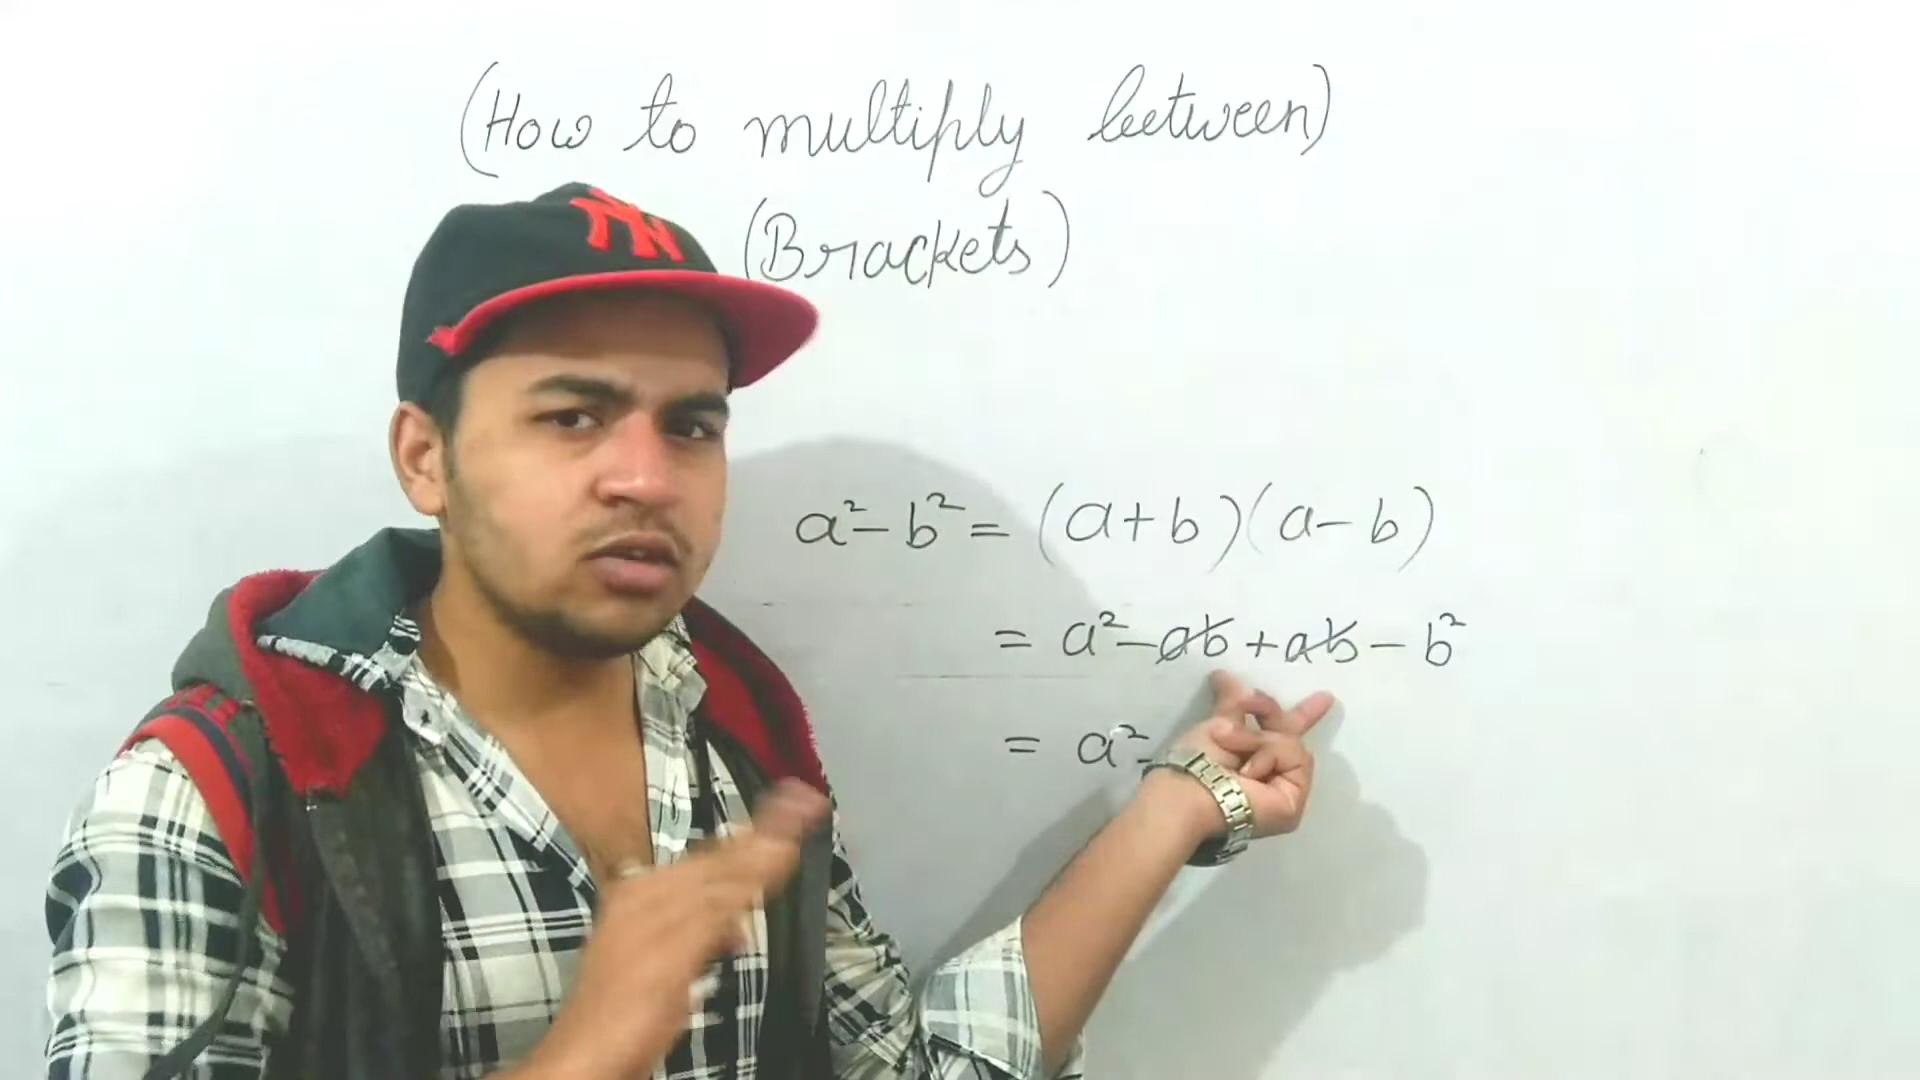 (How to multiply between)
(Brackets)
a² - b² = (a + b)(a - b)
= a² - ab + ab - b²
= a² -